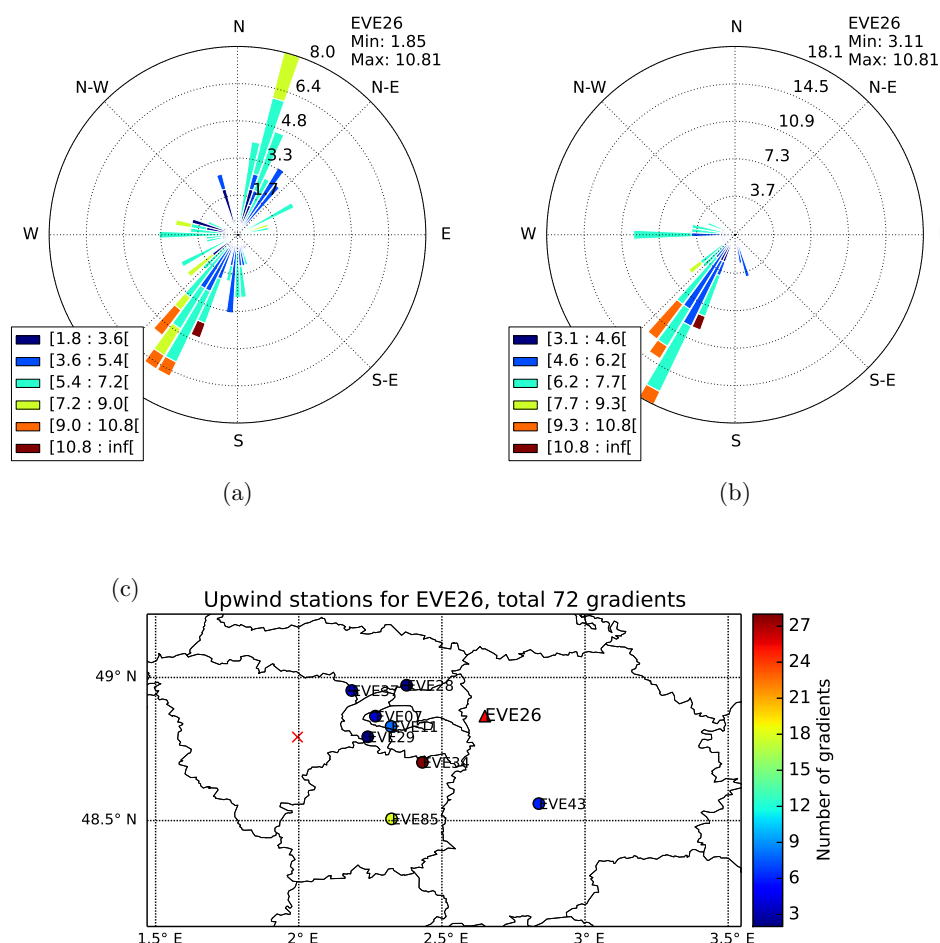 EVE26
Min: 1.85
Max: 10.81
N
N-W
N-E
W
E
S
S-E
8.0
6.4
4.8
3.3
1.7
[1.8 : 3.6[
[3.6 : 5.4[
[5.4 : 7.2[
[7.2 : 9.0[
[9.0 : 10.8[
[10.8 : inf[
(a)
EVE26
Min: 3.11
Max: 10.81
N
N-W
N-E
W
S
S-E
18.1
14.5
10.9
7.3
3.7
[3.1 : 4.6[
[4.6 : 6.2[
[6.2 : 7.7[
[7.7 : 9.3[
[9.3 : 10.8[
[10.8 : inf[
(b)
(c)
Upwind stations for EVE26, total 72 gradients
49° N
48.5° N
EVE37
EVE28
EVE07
EVE11
EVE29
EVE26
EVE34
EVE43
EVE85
1.5° E
2° E
2.5° E
3° E
3.5° E
27
24
21
18
15
12
9
6
3
Number of gradients